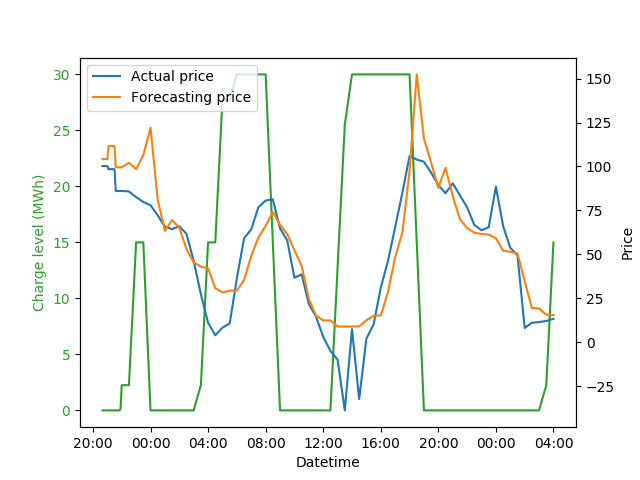 Actual price
Forecasting price
Charge level (MWh)
30
25
20
15
10
5
0
150
125
100
75
50
25
0
−25
Price
20:00 00:00 04:00 08:00 12:00 16:00 20:00 00:00 04:00
Datetime